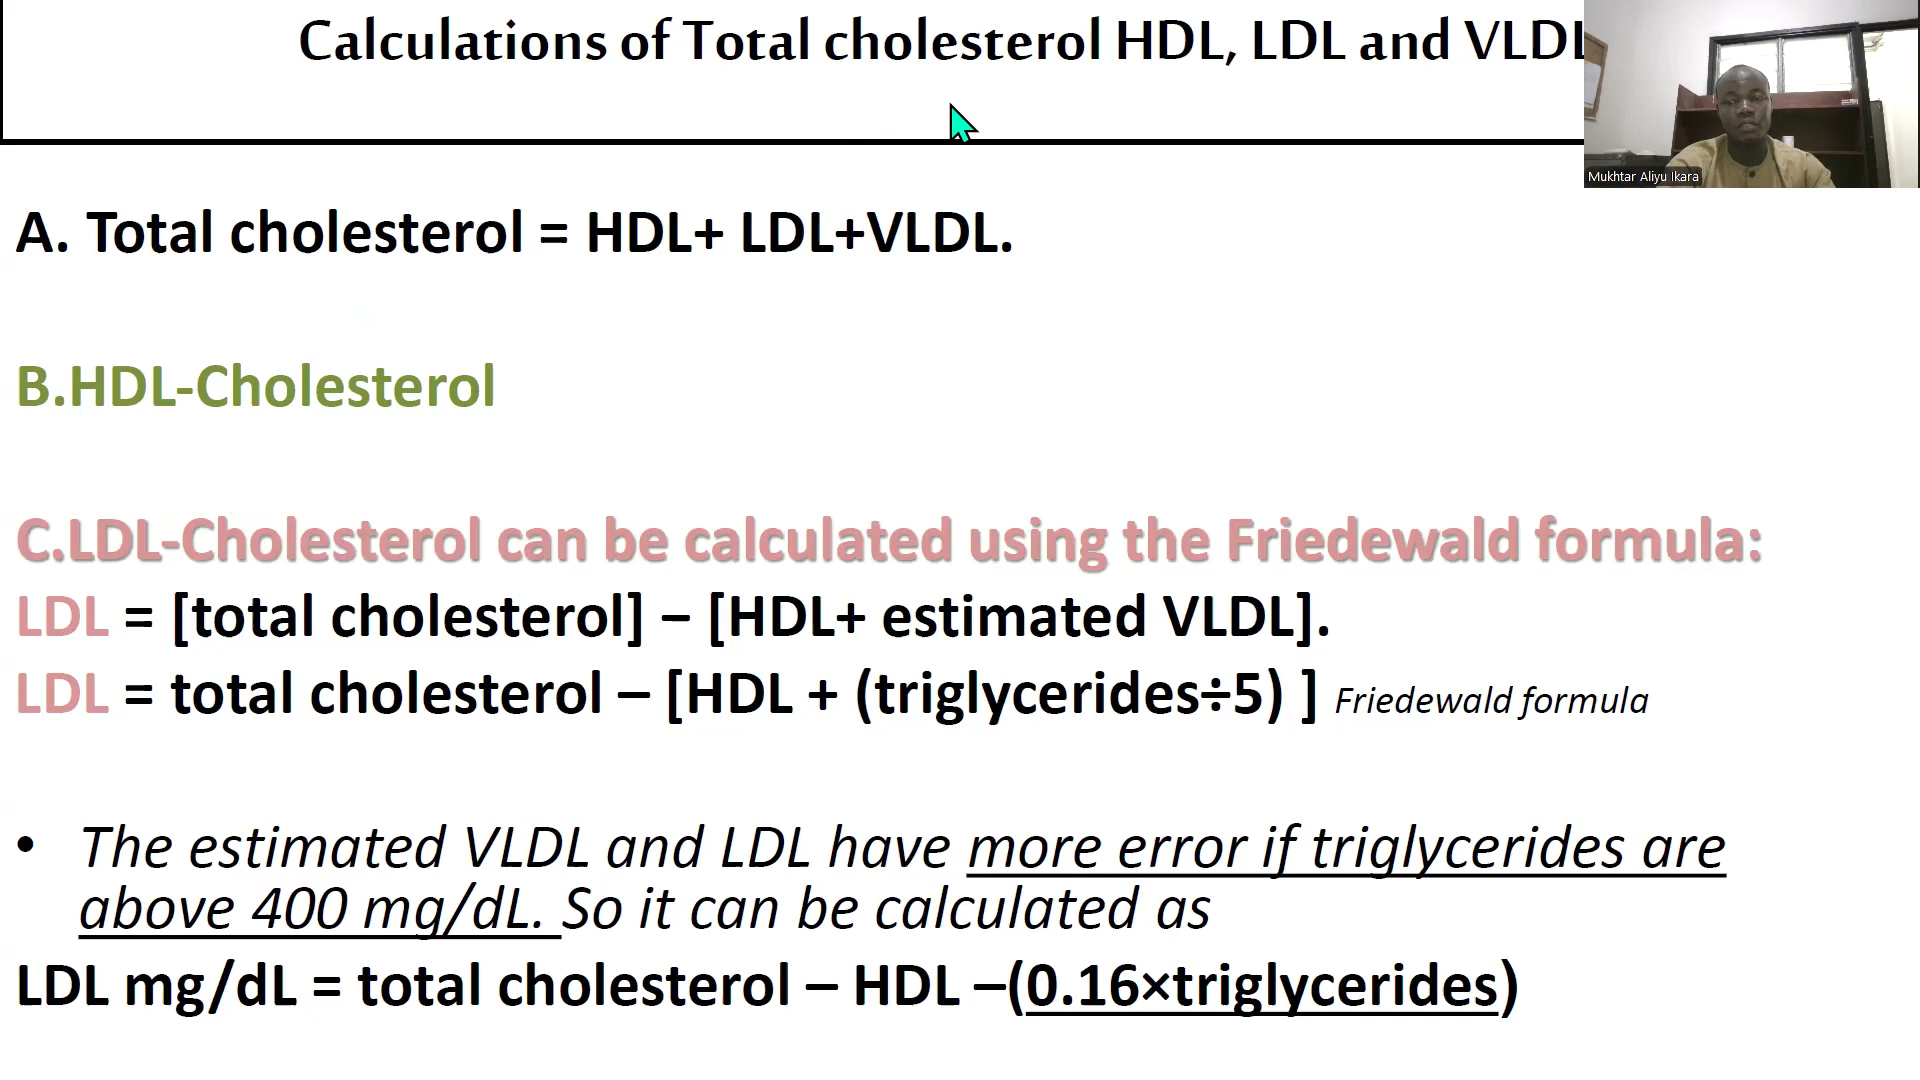 Calculations of Total cholesterol HDL, LDL and VLDL
Mukhtar Aliyu Ikara
A. Total cholesterol = HDL+ LDL+VLDL.
B.HDL-Cholesterol
C.LDL-Cholesterol can be calculated using the Friedewald formula:
LDL = [total cholesterol] – [HDL+ estimated VLDL].
LDL = total cholesterol – [HDL + (triglycerides÷5) ] Friedewald formula
• The estimated VLDL and LDL have more error if triglycerides are
above 400 mg/dL. So it can be calculated as
LDL mg/dL = total cholesterol – HDL –(0.16×triglycerides)